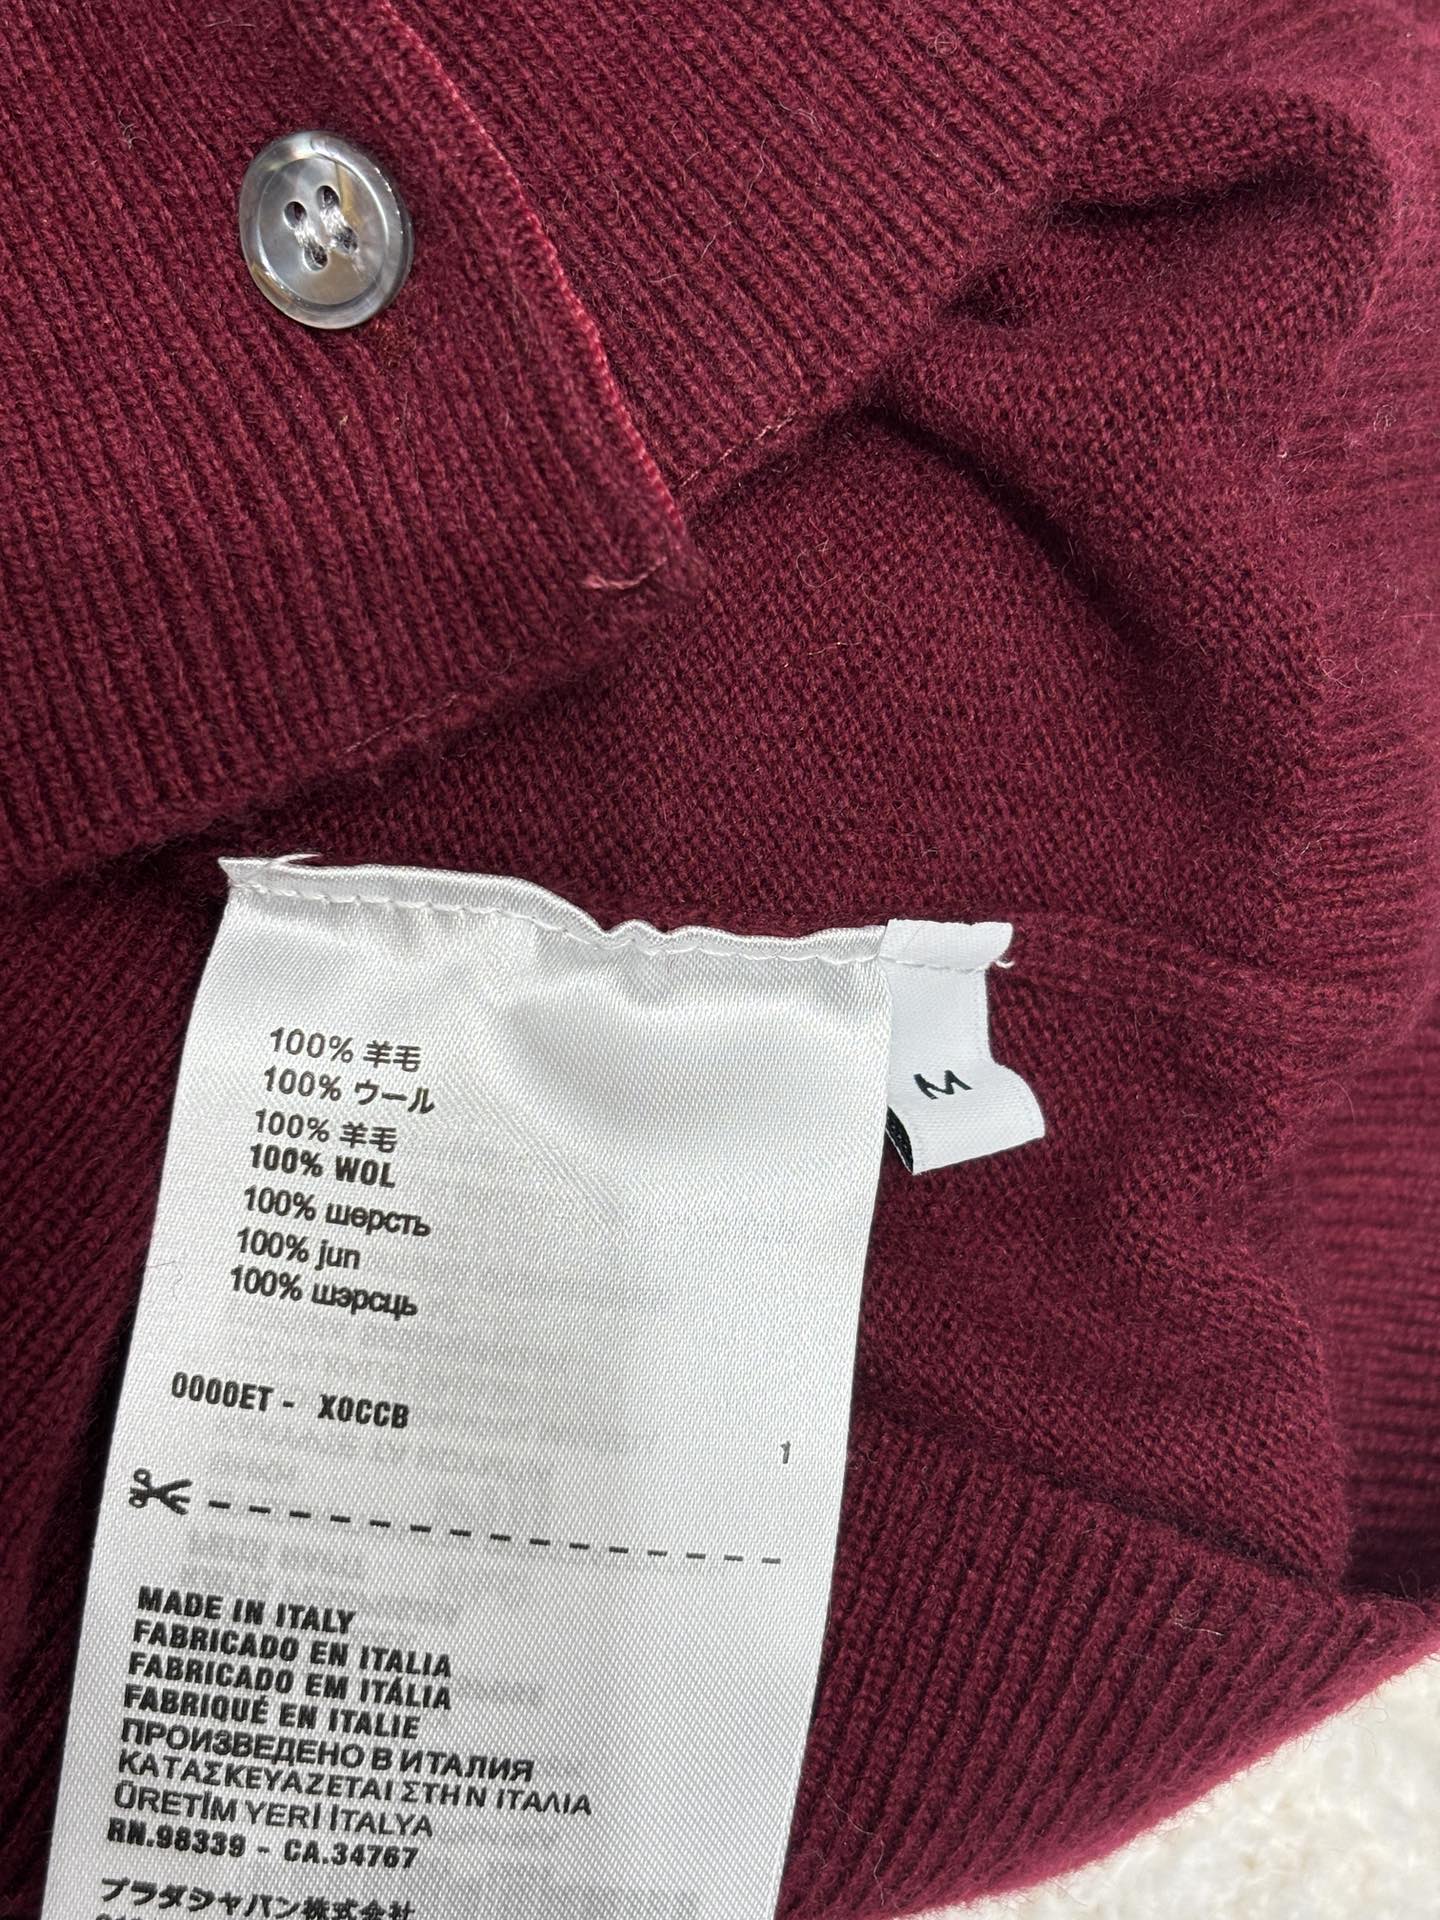 100% 羊毛
100% ウール
100% 羊毛
100% WOL
100% шөрсть
100% jun
100% шэрсць
M
0000ET - X0CCB
1
MADE IN ITALY
FABRICADO EN ITALIA
FABRICADO EM ITÁLIA
FABRIQUÉ EN ITALIE
ПРОИЗВЕДЕНО В ИТАЛИЯ
ΚΑΤΑΣΚΕΥΑΖΕΤΑΙ ΣΤΗΝ ΙΤΑΛΙΑ
ÜRETİM YERİ İTALYA
RN.98339 - CA.34767
プラダジャパン株式会社